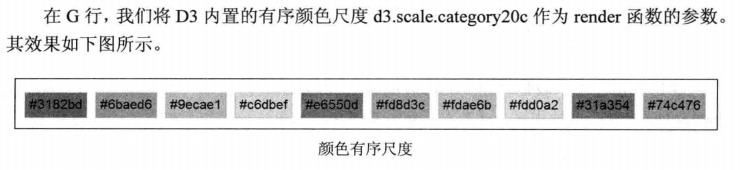 在 G 行，我们将 D3 内置的有序颜色尺度 d3.scale.category20c 作为 render 函数的参数。
其效果如下图所示。
#3182bd #6baed6 #9ecae1 #c6dbef #e6550d #fd8d3c #fdae6b #fdd0a2 #31a354 #74c476
颜色有序尺度